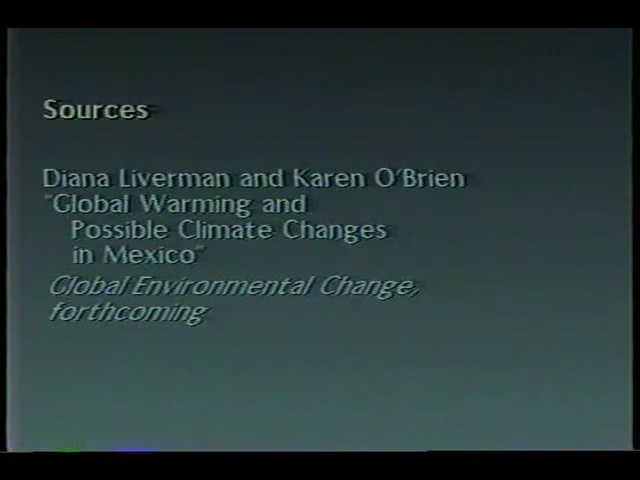 Sources
Diana Liverman and Karen O'Brien
"Global Warming and
Possible Climate Changes
in Mexico"
Global Environmental Change,
forthcoming